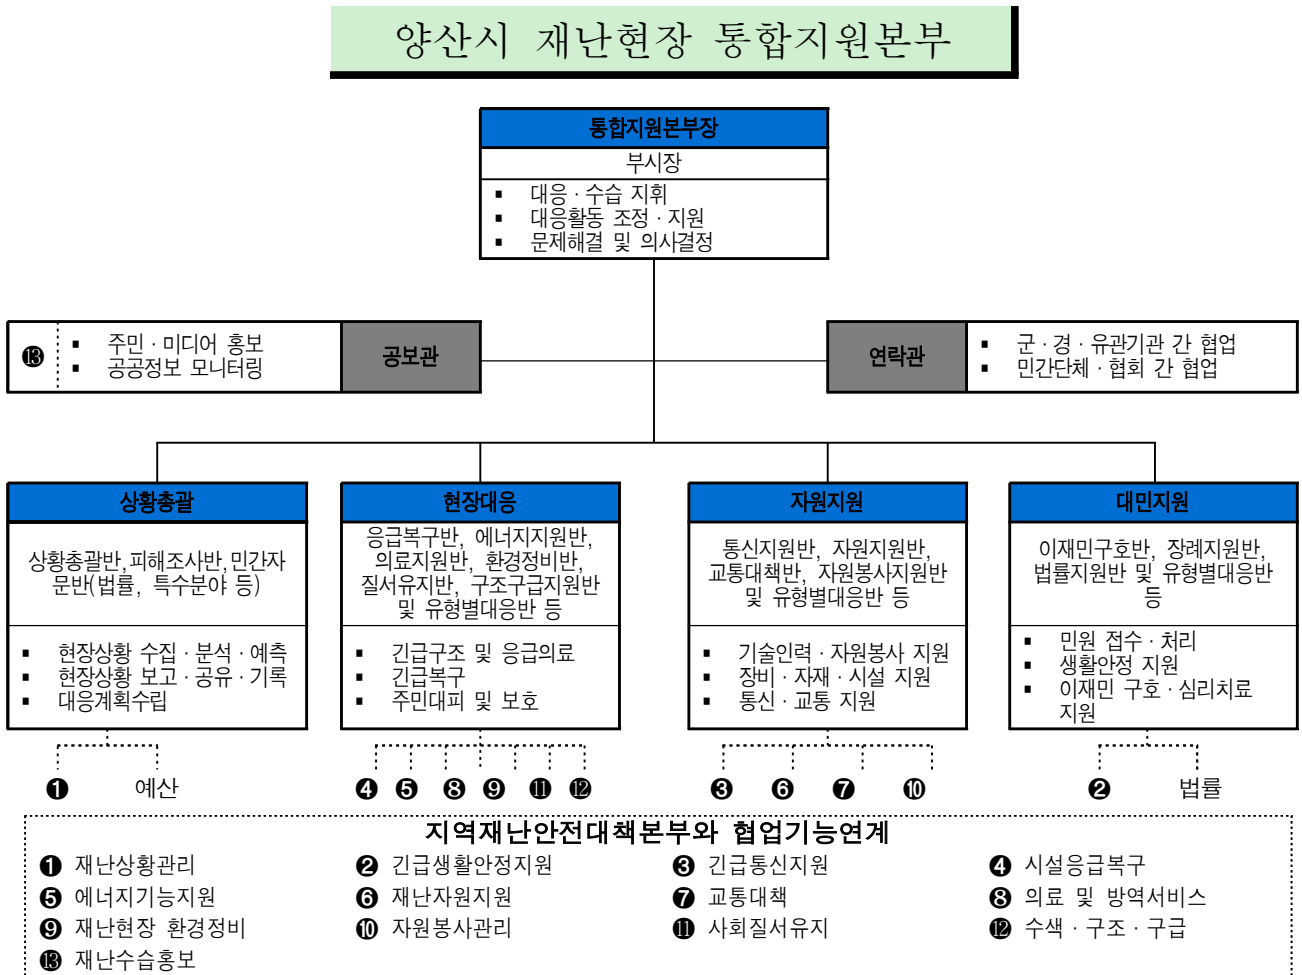 양산시 재난현장 통합지원본부
통합지원본부장
부시장
▪ 대응·수습 지휘
▪ 대응활동 조정·지원
▪ 문제해결 및 의사결정
⓭
▪ 주민·미디어 홍보
▪ 공공정보 모니터링
공보관
연락관
▪ 군·경·유관기관 간 협업
▪ 민간단체·협회 간 협업
상황총괄
상황총괄반,피해조사반,민간자
문반(법률, 특수분야 등)
▪ 현장상황 수집·분석·예측
▪ 현장상황 보고·공유·기록
▪ 대응계획수립
❶ 예산
현장대응
응급복구반, 에너지지원반,
의료지원반, 환경정비반,
질서유지반, 구조구급지원반
및 유형별대응반 등
▪ 긴급구조 및 응급의료
▪ 긴급복구
▪ 주민대피 및 보호
❹ ❺ ❽ ❾ ⓫ ⓬
자원지원
통신지원반, 자원지원반,
교통대책반, 자원봉사지원반
및 유형별대응반 등
▪ 기술인력·자원봉사 지원
▪ 장비·자재·시설 지원
▪ 통신·교통 지원
❸ ❻ ❼ ❿
대민지원
이재민구호반, 장례지원반,
법률지원반 및 유형별대응반
등
▪ 민원 접수·처리
▪ 생활안정 지원
▪ 이재민 구호·심리치료
지원
❷ 법률
지역재난안전대책본부와 협업기능연계
❶ 재난상황관리 ❷ 긴급생활안정지원 ❸ 긴급통신지원 ❹ 시설응급복구
❺ 에너지기능지원 ❻ 재난자원지원 ❼ 교통대책 ❽ 의료 및 방역서비스
❾ 재난현장 환경정비 ❿ 자원봉사관리 ⓫ 사회질서유지 ⓬ 수색·구조·구급
⓭ 재난수습홍보